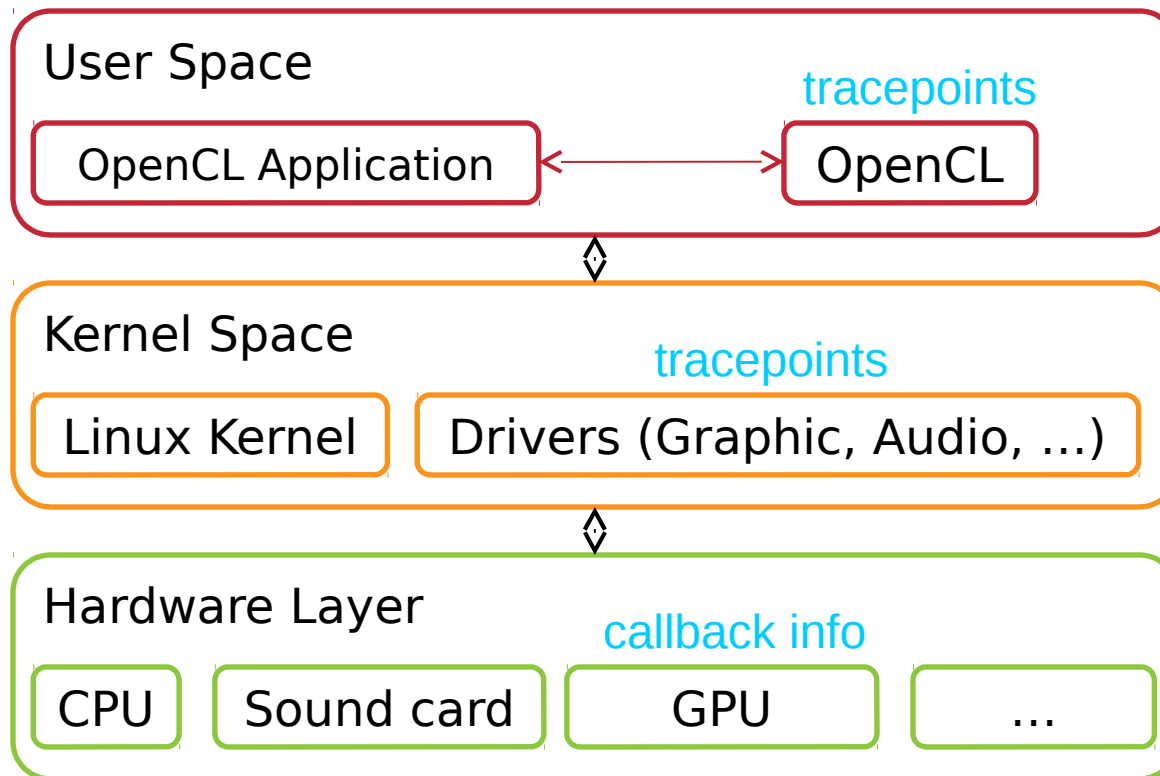 User Space
tracepoints
OpenCL Application
OpenCL
Kernel Space
tracepoints
Linux Kernel
Drivers (Graphic, Audio, ...)
Hardware Layer
callback info
CPU
Sound card
GPU
...